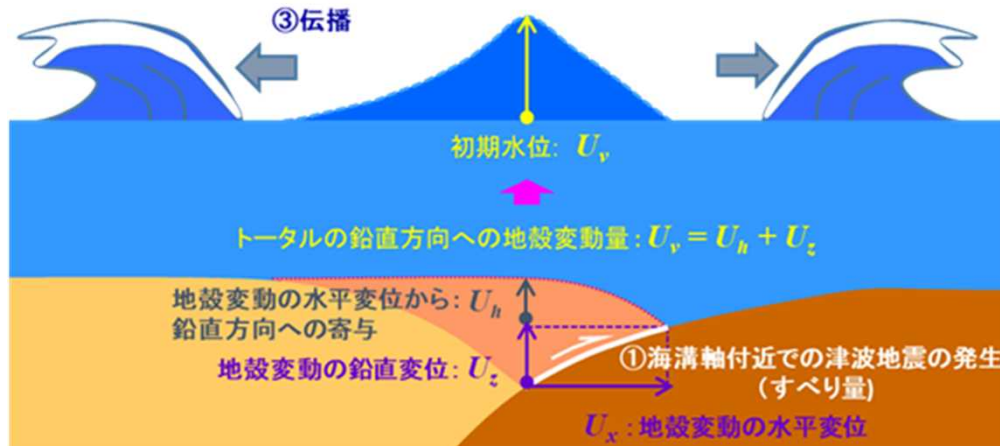 ③伝播
初期水位: Uv
トータルの鉛直方向への地殻変動量: Uv = Uh + Uz
地殻変動の水平変位から: Uh
鉛直方向への寄与
地殻変動の鉛直変位: Uz
①海溝軸付近での津波地震の発生
(すべり量)
Ux:地殻変動の水平変位